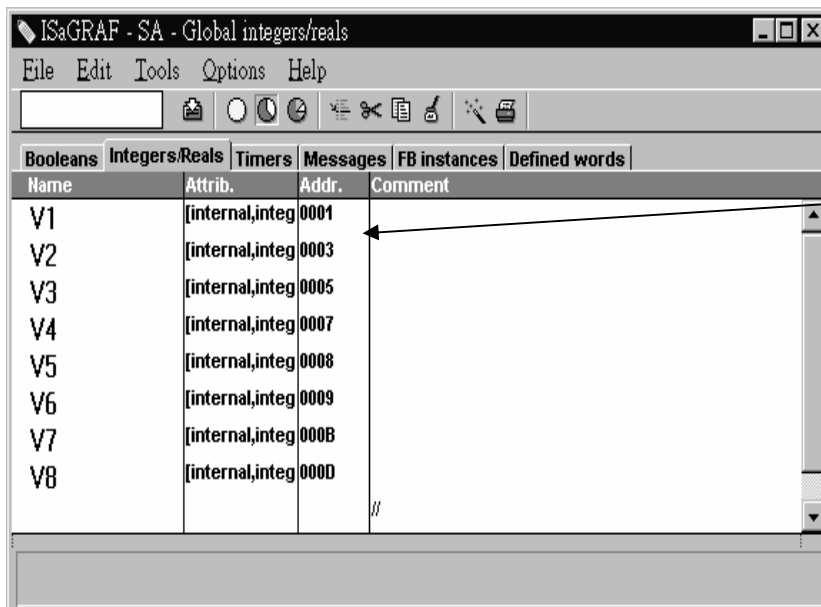 ISaGRAF - SA - Global integers/reals
File Edit Tools Options Help
Booleans Integers/Reals Timers Messages FB instances Defined words
Name Attrib. Addr. Comment
V1 [internal,integ 0001
V2 [internal,integ 0003
V3 [internal,integ 0005
V4 [internal,integ 0007
V5 [internal,integ 0008
V6 [internal,integ 0009
V7 [internal,integ 000B
V8 [internal,integ 000D
//